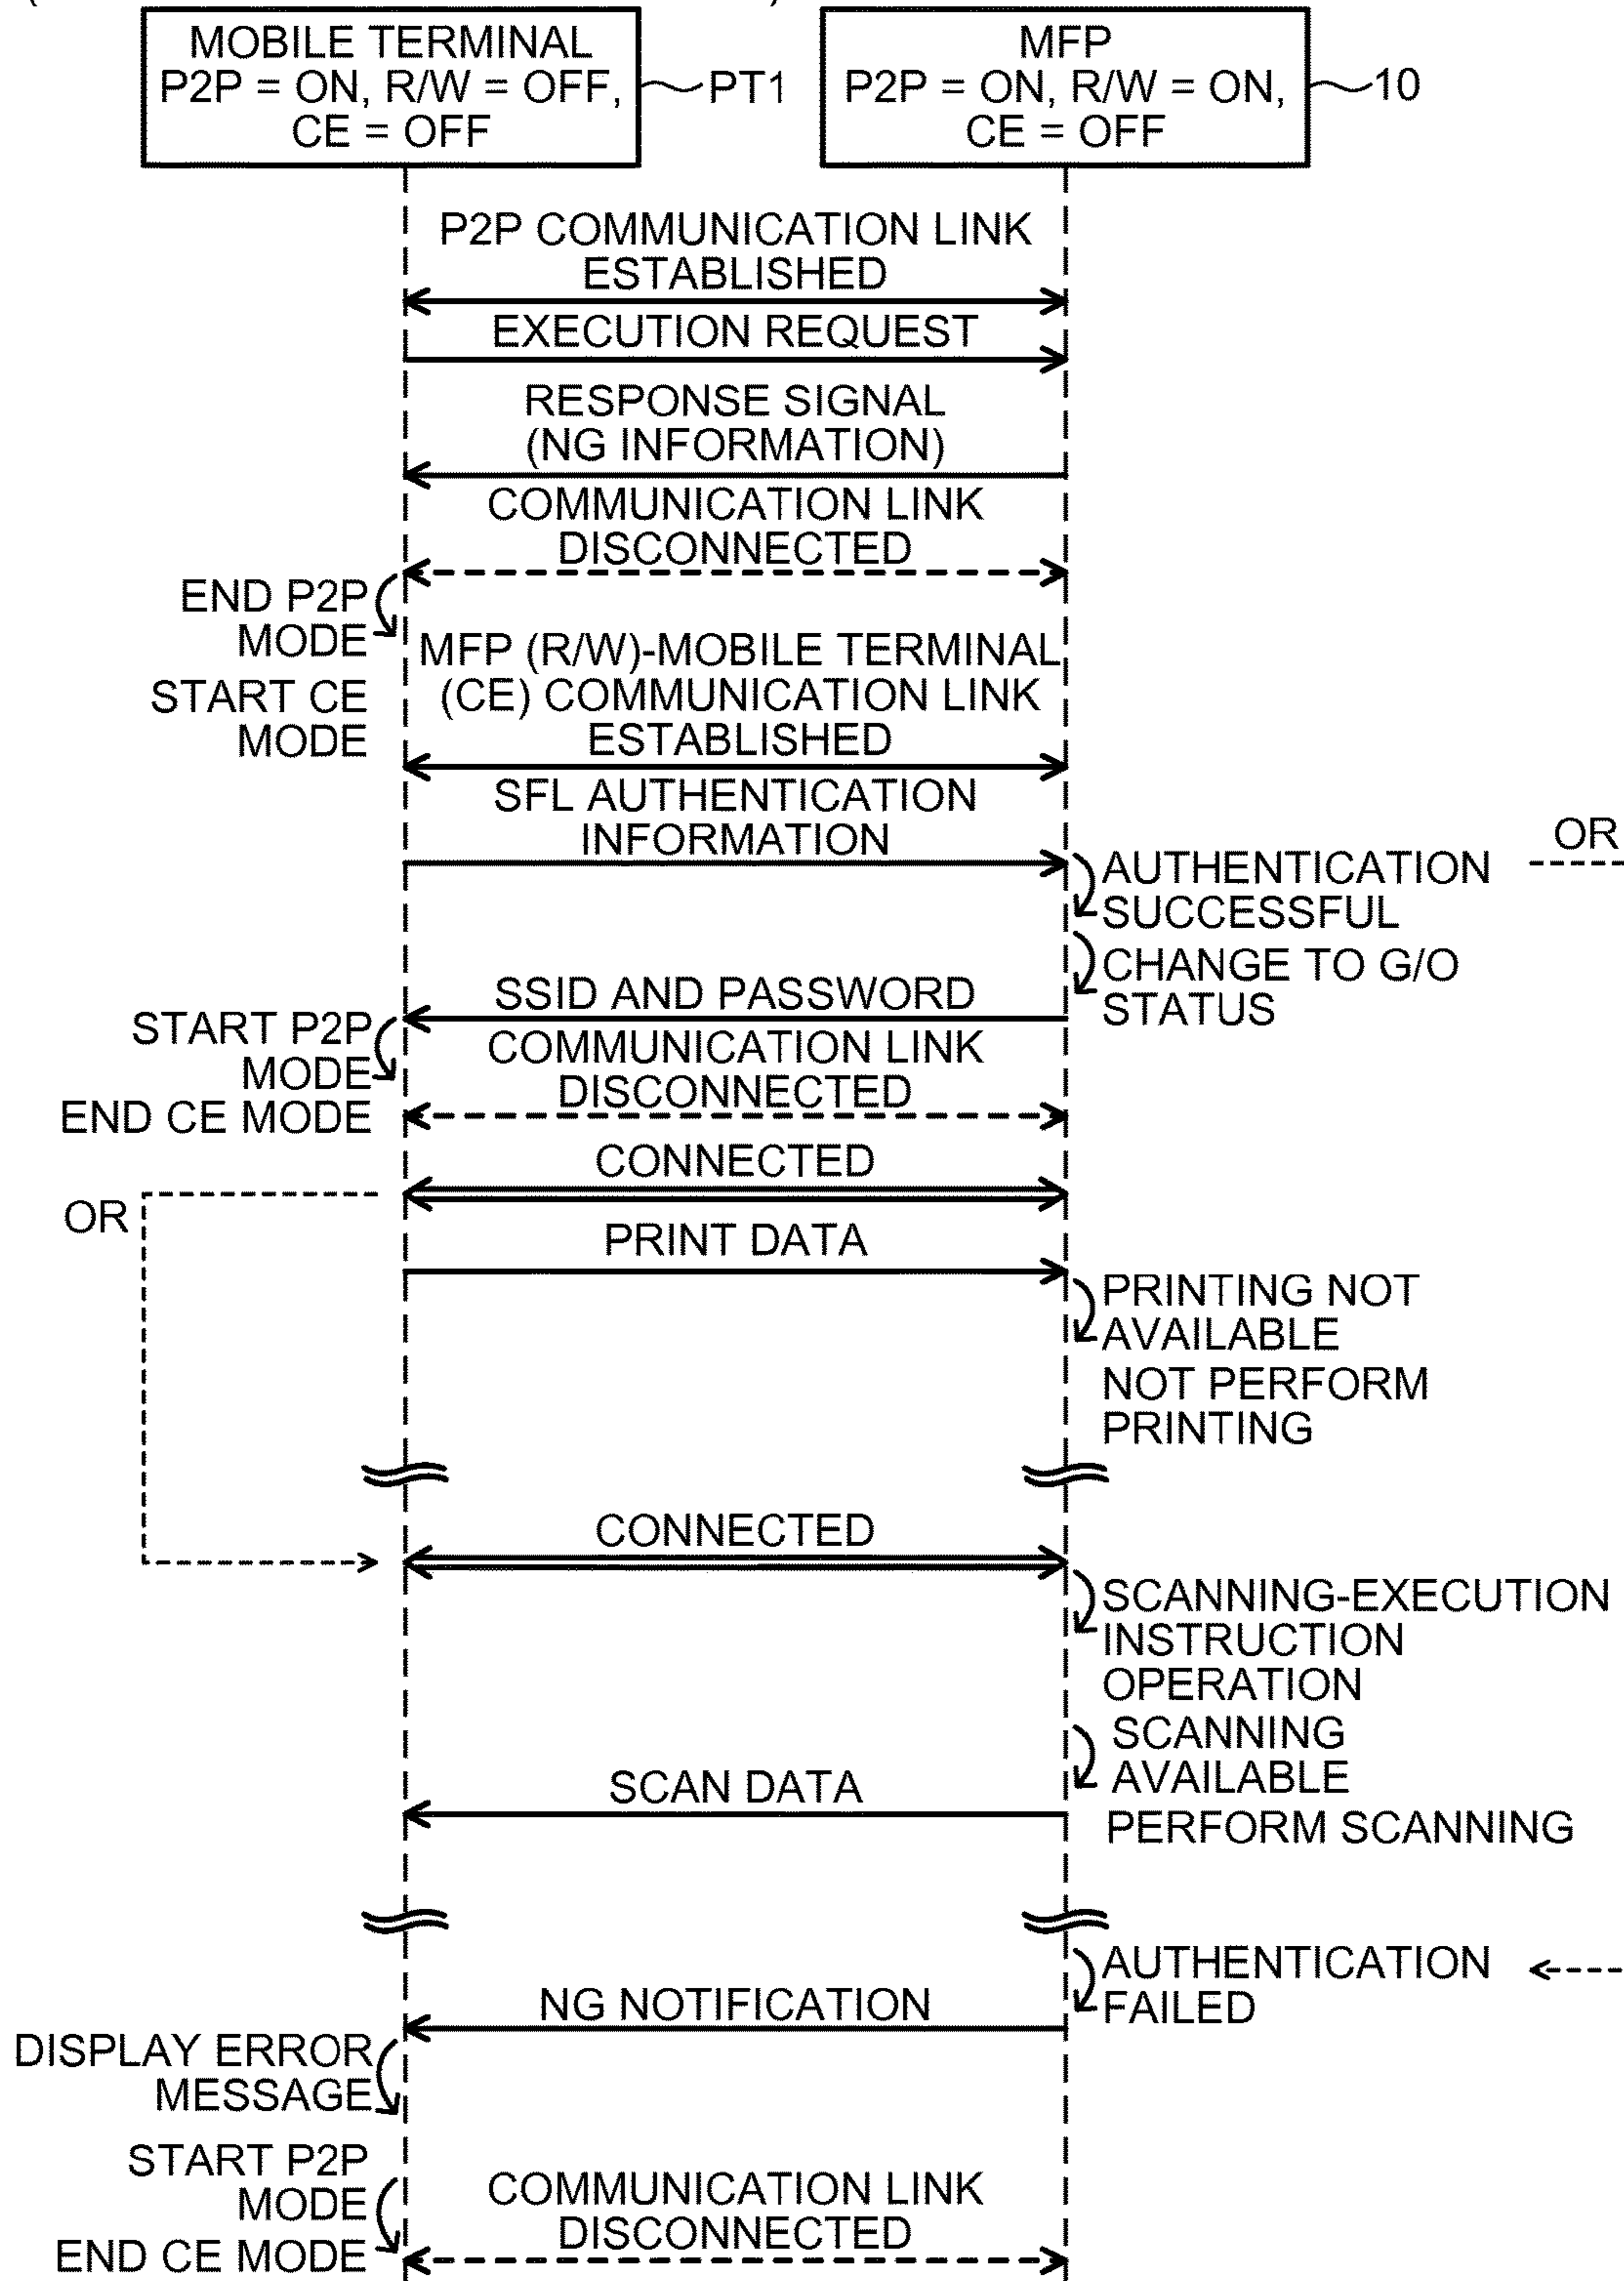 MOBILE TERMINAL
P2P = ON, R/W = OFF,
CE = OFF
PT1
MFP
P2P = ON, R/W = ON,
CE = OFF
10
P2P COMMUNICATION LINK
ESTABLISHED
EXECUTION REQUEST
RESPONSE SIGNAL
(NG INFORMATION)
COMMUNICATION LINK
DISCONNECTED
END P2P
MODE
START CE
MODE
MFP (R/W)-MOBILE TERMINAL
(CE) COMMUNICATION LINK
ESTABLISHED
SFL AUTHENTICATION
INFORMATION
OR
AUTHENTICATION
SUCCESSFUL
CHANGE TO G/O
STATUS
SSID AND PASSWORD
START P2P
MODE
END CE MODE
COMMUNICATION LINK
DISCONNECTED
CONNECTED
OR
PRINT DATA
PRINTING NOT
AVAILABLE
NOT PERFORM
PRINTING
CONNECTED
SCANNING-EXECUTION
INSTRUCTION
OPERATION
SCANNING
AVAILABLE
SCAN DATA
PERFORM SCANNING
AUTHENTICATION
FAILED
NG NOTIFICATION
DISPLAY ERROR
MESSAGE
START P2P
MODE
END CE MODE
COMMUNICATION LINK
DISCONNECTED